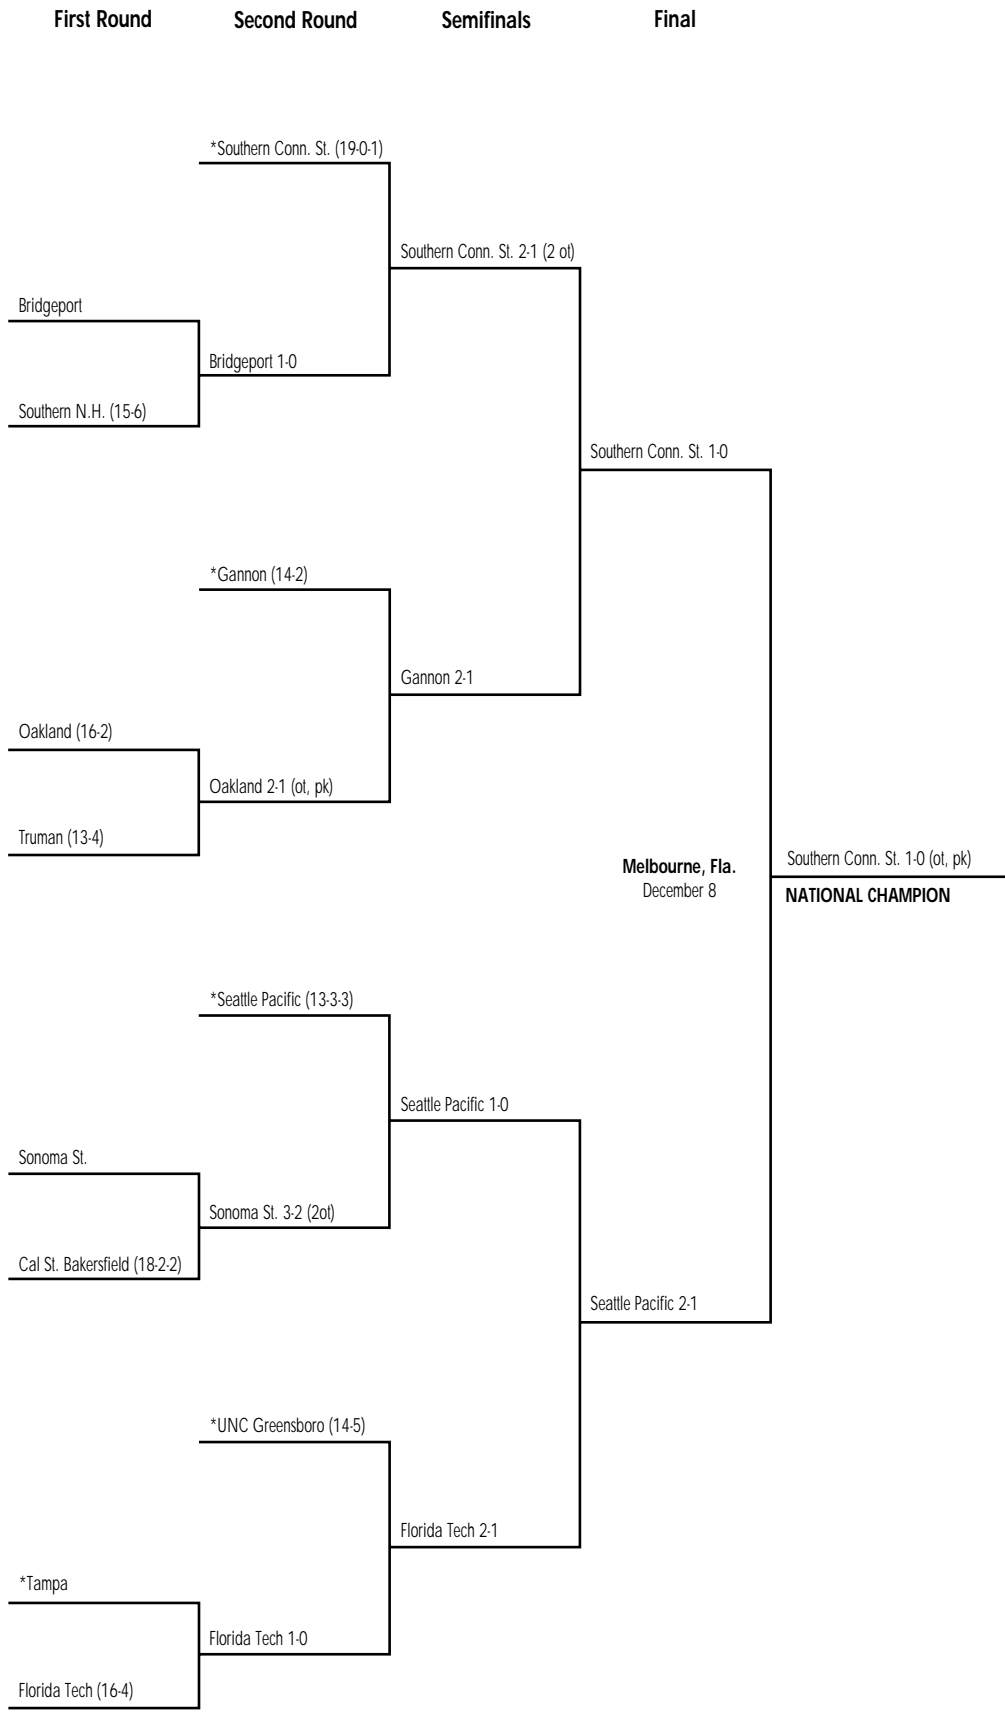 First Round
Second Round
Semifinals
Final
*Southern Conn. St. (19-0-1)
Southern Conn. St. 2-1 (2 ot)
Bridgeport
Bridgeport 1-0
Southern N.H. (15-6)
Southern Conn. St. 1-0
*Gannon (14-2)
Gannon 2-1
Oakland (16-2)
Oakland 2-1 (ot, pk)
Truman (13-4)
Melbourne, Fla.
December 8
Southern Conn. St. 1-0 (ot, pk)
NATIONAL CHAMPION
*Seattle Pacific (13-3-3)
Seattle Pacific 1-0
Sonoma St.
Sonoma St. 3-2 (2ot)
Cal St. Bakersfield (18-2-2)
Seattle Pacific 2-1
*UNC Greensboro (14-5)
Florida Tech 2-1
*Tampa
Florida Tech 1-0
Florida Tech (16-4)